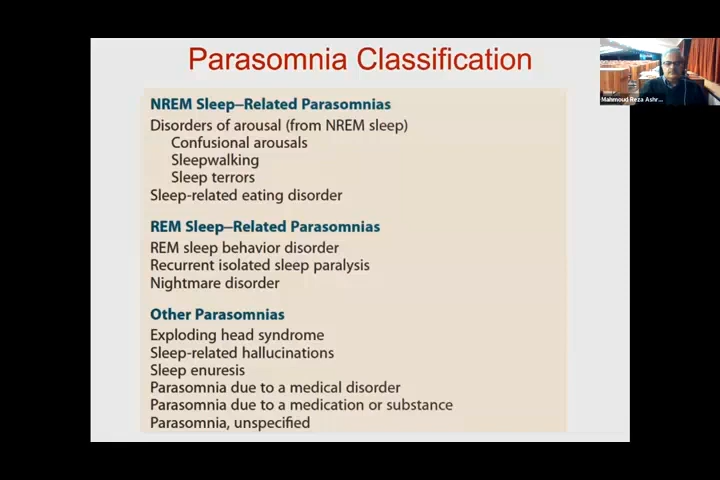 Parasomnia Classification
NREM Sleep–Related Parasomnias
Disorders of arousal (from NREM sleep)
Confusional arousals
Sleepwalking
Sleep terrors
Sleep-related eating disorder
REM Sleep–Related Parasomnias
REM sleep behavior disorder
Recurrent isolated sleep paralysis
Nightmare disorder
Other Parasomnias
Exploding head syndrome
Sleep-related hallucinations
Sleep enuresis
Parasomnia due to a medical disorder
Parasomnia due to a medication or substance
Parasomnia, unspecified
Mahmoud Reza Ashr...